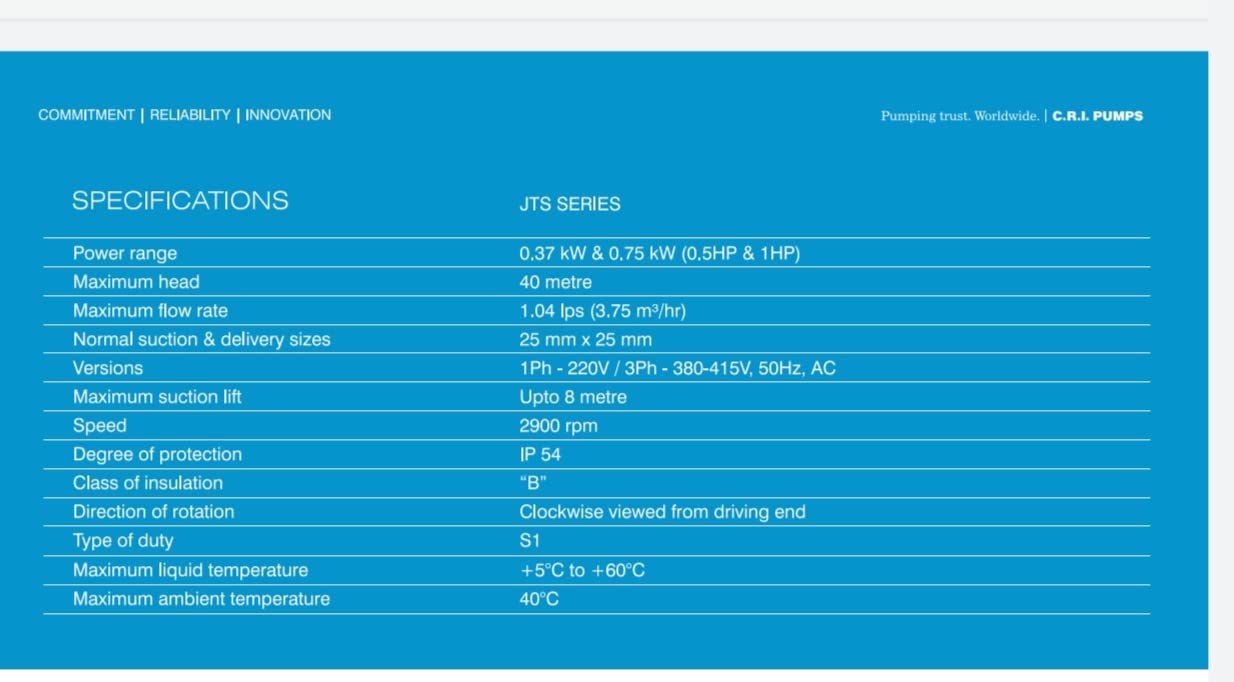 COMMITMENT | RELIABILITY | INNOVATION
Pumping trust. Worldwide. | C.R.I. PUMPS
SPECIFICATIONS JTS SERIES
Power range 0.37 kW & 0.75 kW (0.5HP & 1HP)
Maximum head 40 metre
Maximum flow rate 1.04 lps (3.75 m³/hr)
Normal suction & delivery sizes 25 mm x 25 mm
Versions 1Ph - 220V / 3Ph - 380-415V, 50Hz, AC
Maximum suction lift Upto 8 metre
Speed 2900 rpm
Degree of protection IP 54
Class of insulation “B”
Direction of rotation Clockwise viewed from driving end
Type of duty S1
Maximum liquid temperature +5°C to +60°C
Maximum ambient temperature 40°C